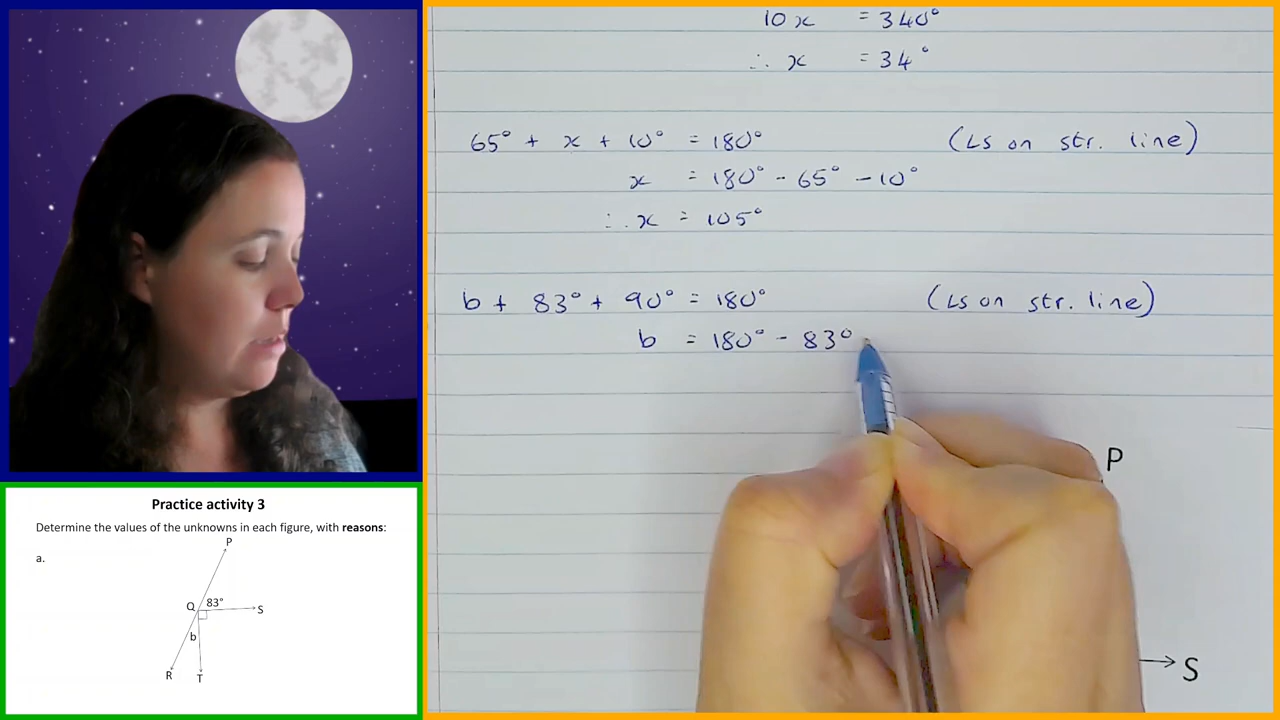 10x = 340°
∴ x = 34°
65° + x + 10° = 180° (∠s on str. line)
x = 180° - 65° - 10°
∴ x = 105°
b + 83° + 90° = 180° (∠s on str. line)
b = 180° - 83°
P
S
Practice activity 3
Determine the values of the unknowns in each figure, with reasons:
P
a.
Q 83° S
b
R T